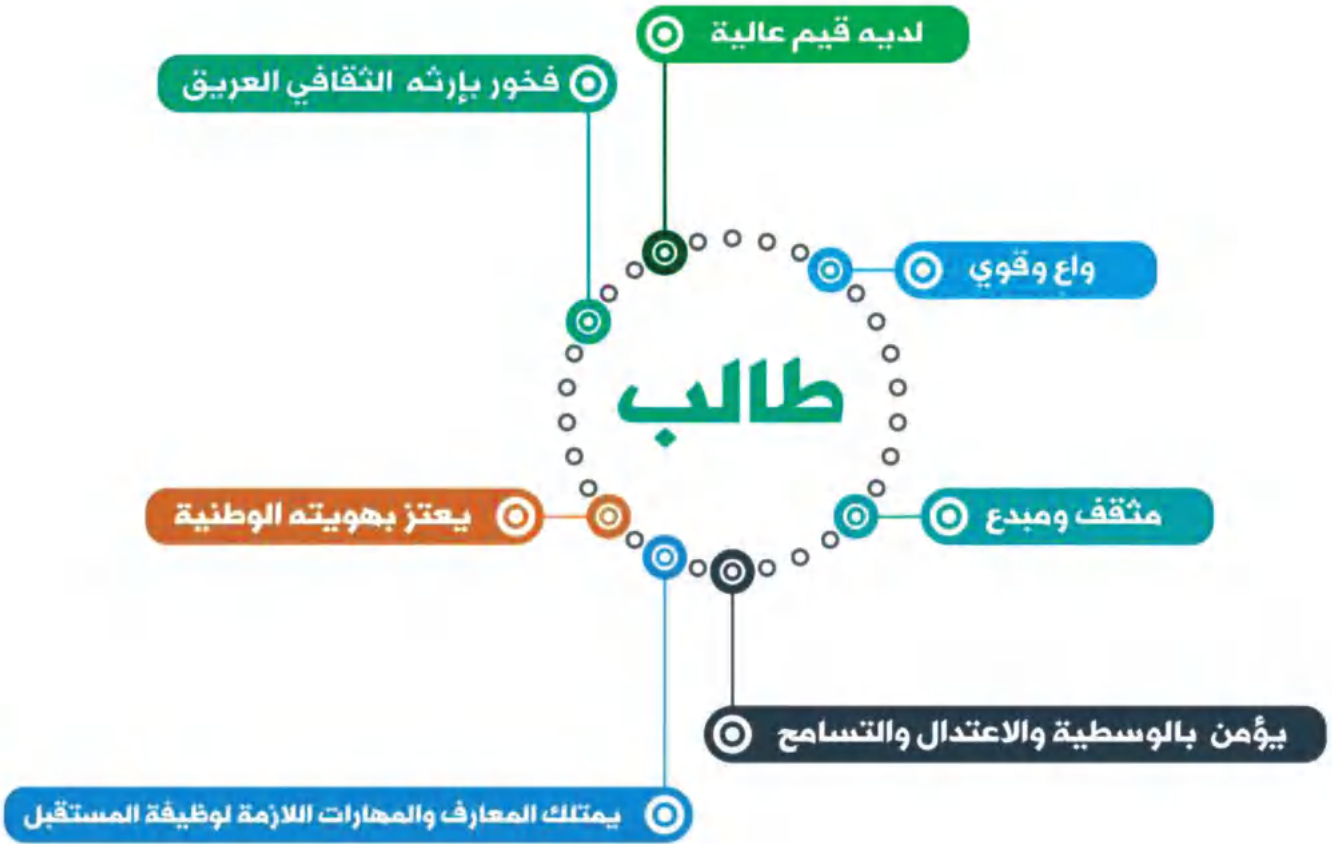 لديه قيم عالية
فخور بإرثه الثقافي العريق
واع وقوي
طالب
مثقف ومبدع
يعتز بهويته الوطنية
يؤمن بالوسطية والاعتدال والتسامح
يمتلك المعارف والمهارات اللازمة لوظيفة المستقبل